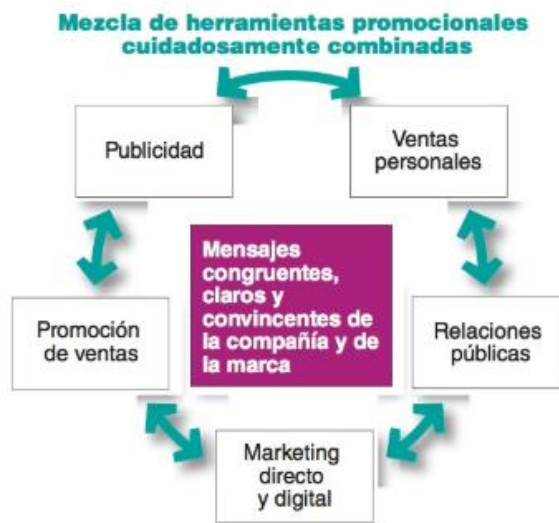 Mezcla de herramientas promocionales
cuidadosamente combinadas
Publicidad
Ventas
personales
Mensajes
congruentes,
claros y
convincentes de
la compañía y de
la marca
Promoción
de ventas
Relaciones
públicas
Marketing
directo
y digital